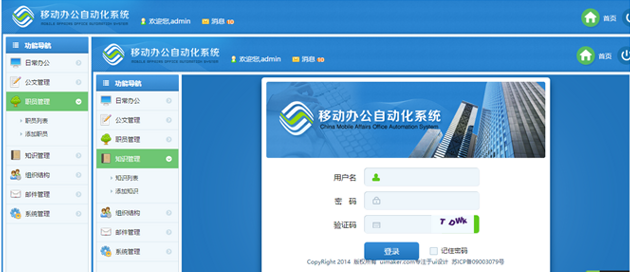 移动办公自动化系统
MOBILE AFFAIRS OFFICE AUTOMATION SYSTEM
欢迎您,admin
消息 10
首页
功能导航
日常办公
公文管理
职员管理
职员列表
添加职员
知识管理
组织结构
邮件管理
系统管理
移动办公自动化系统
MOBILE AFFAIRS OFFICE AUTOMATION SYSTEM
欢迎您,admin
消息 10
首页
功能导航
日常办公
公文管理
职员管理
知识管理
知识列表
添加知识
组织结构
邮件管理
系统管理
移动办公自动化系统
China Mobile Affairs Office Automation System
用户名
密 码
验证码
登录
记住密码
CopyRight 2014 版权所有 uimaker.com专注于ui设计 苏ICP备09003079号